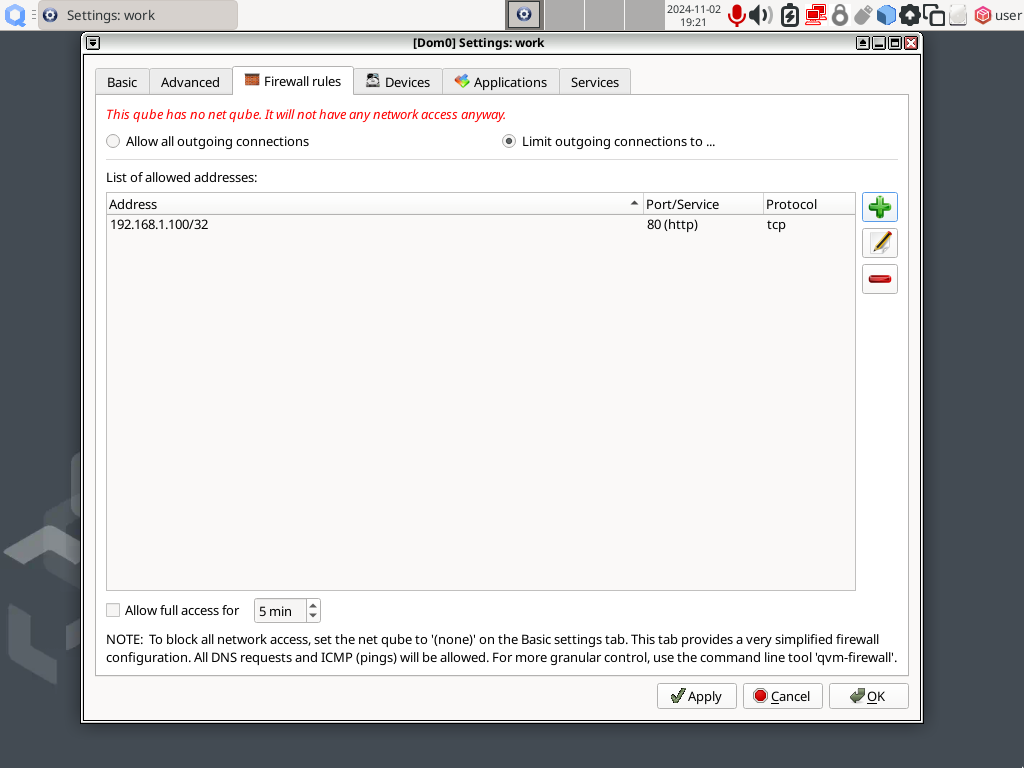 Settings: work
2024-11-02
19:21
user
[Dom0] Settings: work
Basic
Advanced
Firewall rules
Devices
Applications
Services
This qube has no net qube. It will not have any network access anyway.
Allow all outgoing connections
Limit outgoing connections to ...
List of allowed addresses:
Address
Port/Service
Protocol
192.168.1.100/32
80 (http)
tcp
Allow full access for
5 min
NOTE:  To block all network access, set the net qube to '(none)' on the Basic settings tab. This tab provides a very simplified firewall
configuration. All DNS requests and ICMP (pings) will be allowed. For more granular control, use the command line tool 'qvm-firewall'.
Apply
Cancel
OK